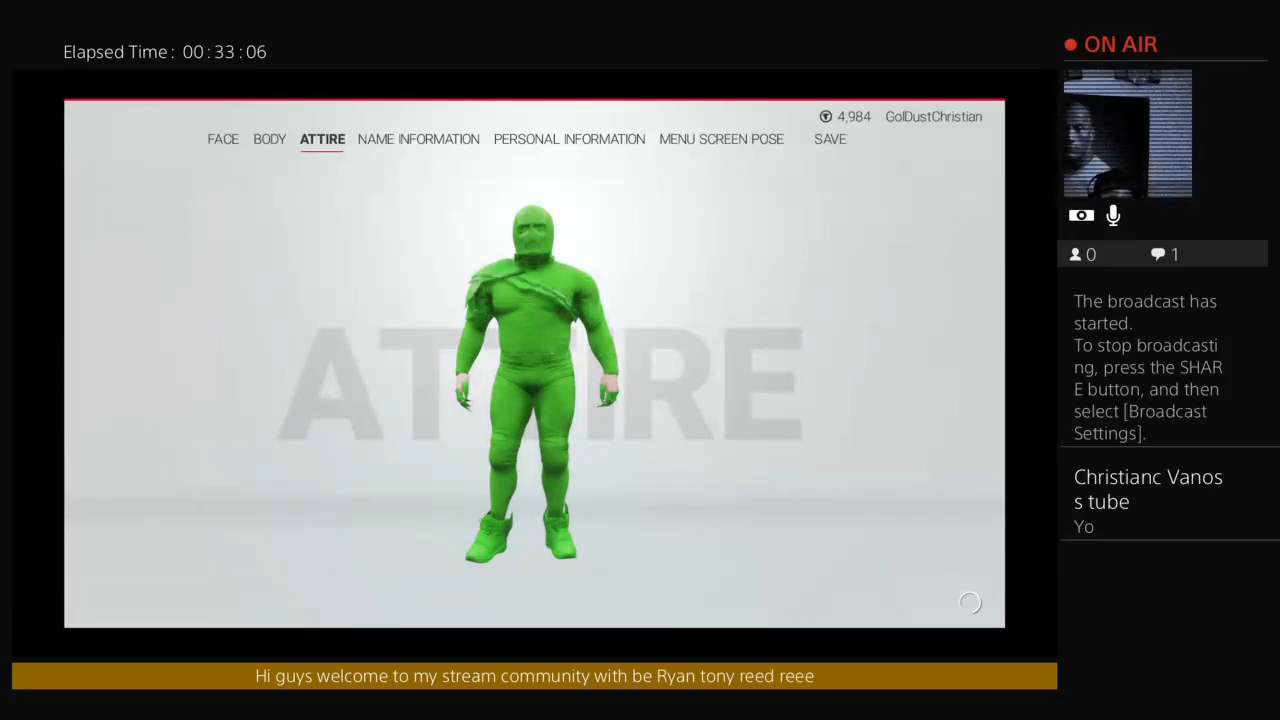 Elapsed Time : 00:33:06
ON AIR
4,984 GolDustChristian
FACE BODY ATTIRE NAME INFORMATION PERSONAL INFORMATION MENU SCREEN POSE SAVE
ATTIRE
0 1
The broadcast has
started.
To stop broadcasti
ng, press the SHAR
E button, and then
select [Broadcast
Settings].
Christianc Vanos
s tube
Yo
Hi guys welcome to my stream community with be Ryan tony reed reee